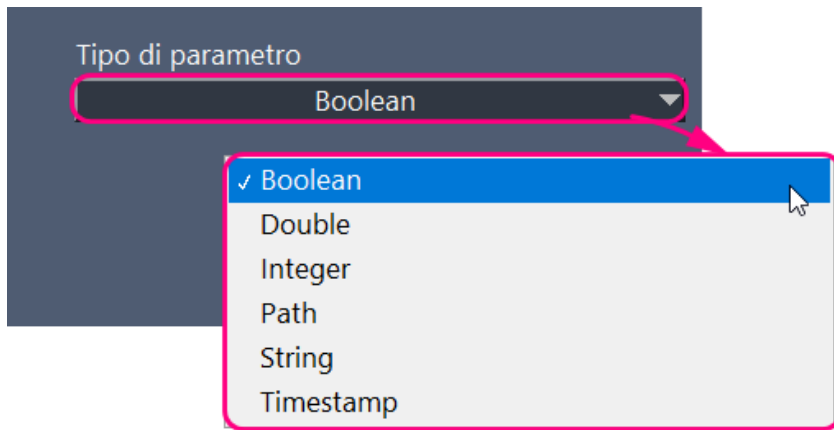 Tipo di parametro
Boolean
✓ Boolean
Double
Integer
Path
String
Timestamp